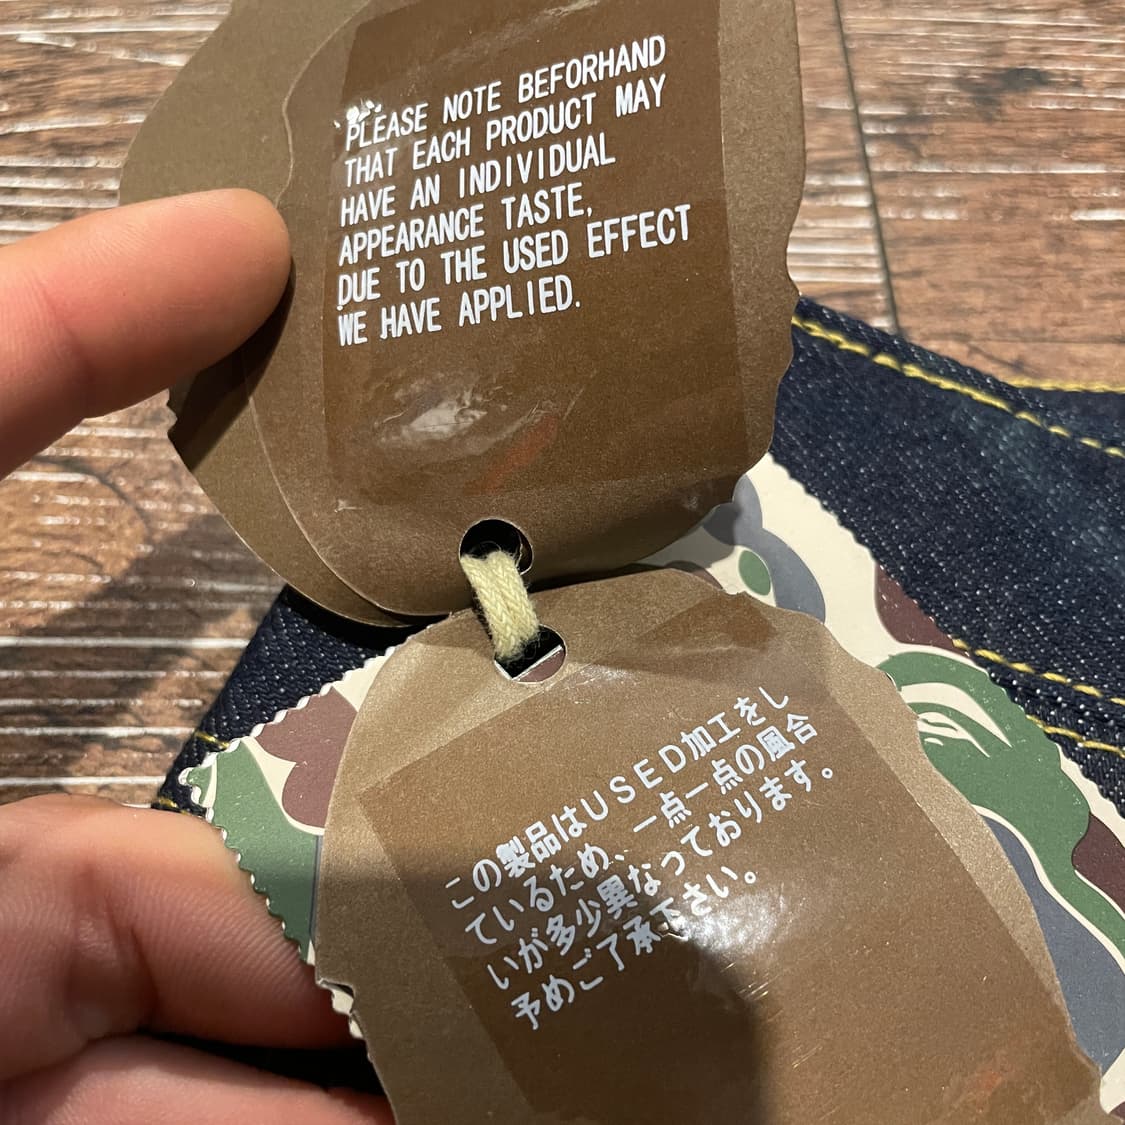 PLEASE NOTE BEFORHAND
THAT EACH PRODUCT MAY
HAVE AN INDIVIDUAL
APPEARANCE TASTE,
DUE TO THE USED EFFECT
WE HAVE APPLIED.
この製品はUSED加工をし
ているため、一点一点の風合
いが多少異なっております。
予めご了承下さい。